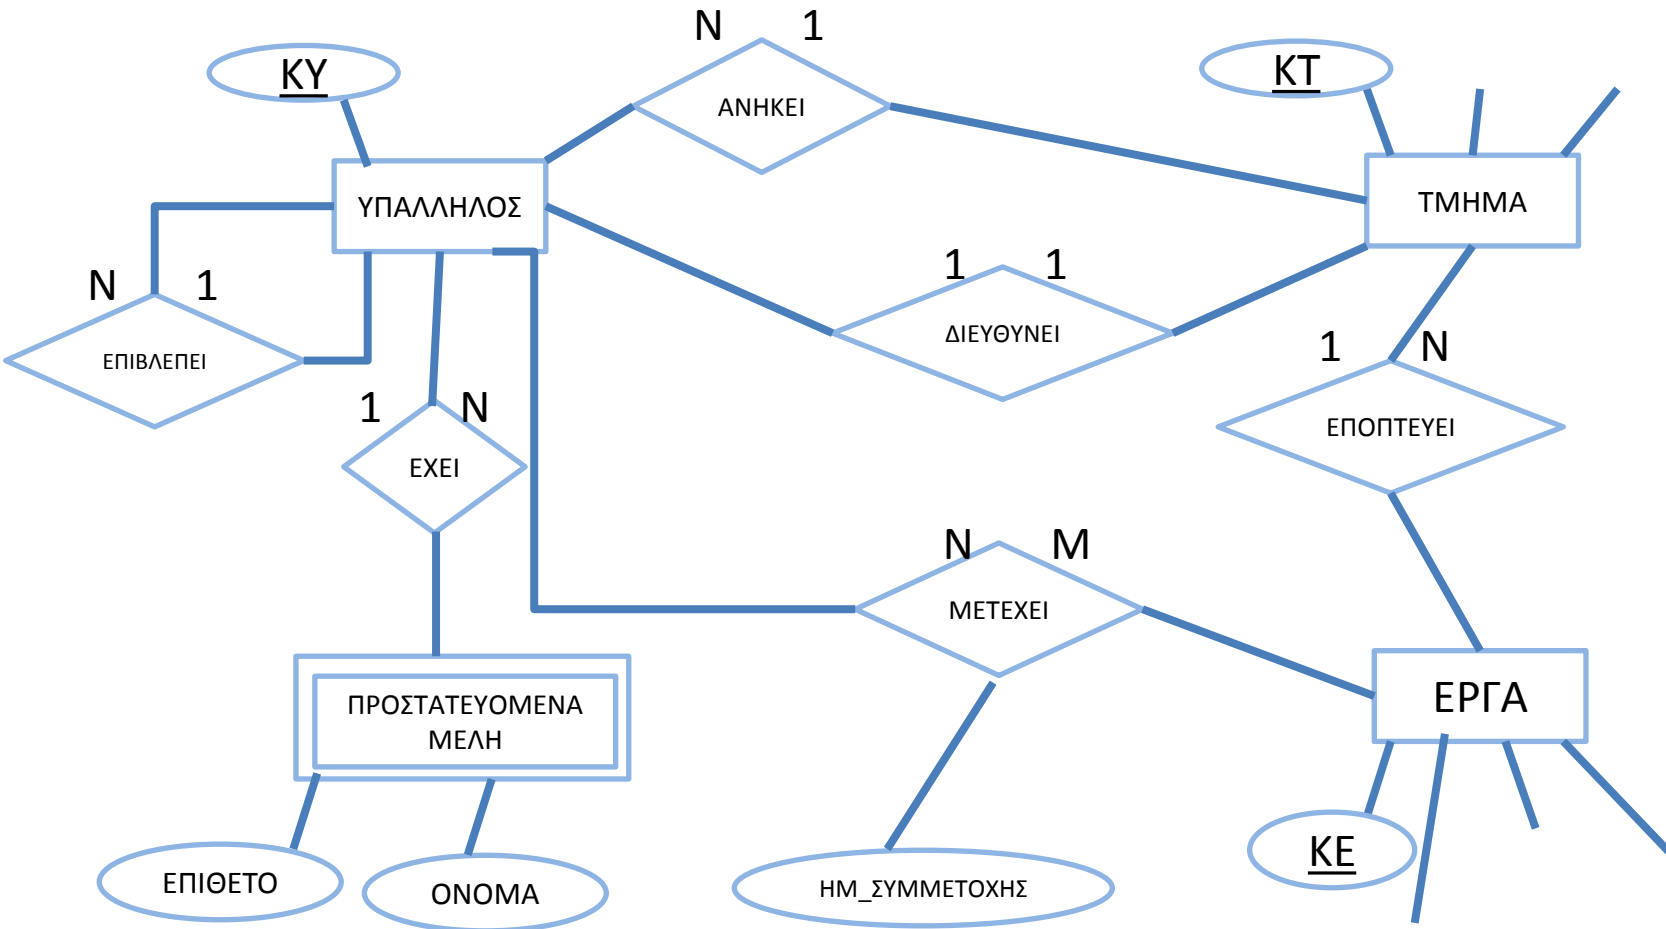 N 1
ΚΥ
ΚΤ
ΑΝΗΚΕΙ
ΥΠΑΛΛΗΛΟΣ
ΤΜΗΜΑ
N 1
1 1
ΕΠΙΒΛΕΠΕΙ
ΔΙΕΥΘΥΝΕΙ
1 N
1 N
ΕΠΟΠΤΕΥΕΙ
ΕΧΕΙ
N M
ΜΕΤΕΧΕΙ
ΠΡΟΣΤΑΤΕΥΟΜΕΝΑ
ΜΕΛΗ
ΕΡΓΑ
ΕΠΙΘΕΤΟ
ΟΝΟΜΑ
ΗΜ_ΣΥΜΜΕΤΟΧΗΣ
ΚΕ